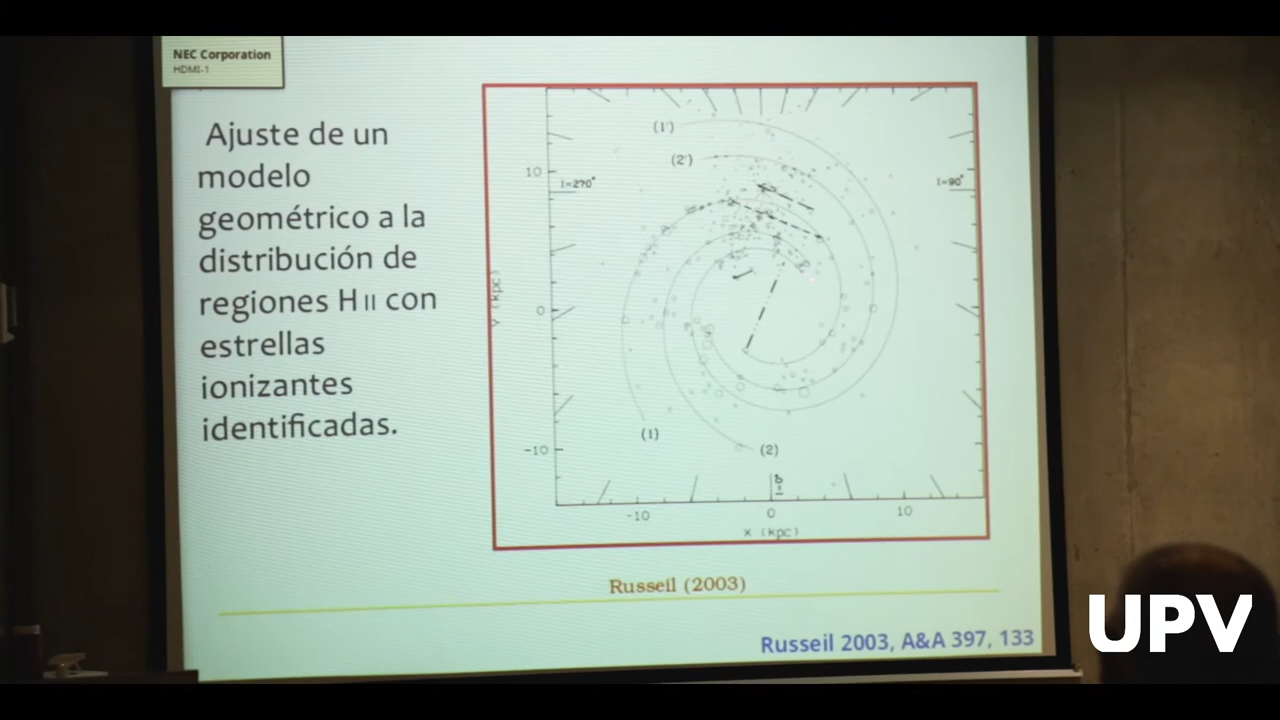 NEC Corporation
HDMI-1
Ajuste de un
modelo
geométrico a la
distribución de
regiones H II con
estrellas
ionizantes
identificadas.
(1')
(2')
10
l=270°
l=90°
Y (kpc)
0
-10
(1)
(2)
-10
0
10
x (kpc)
Russeil (2003)
Russeil 2003, A&A 397, 133
UPV